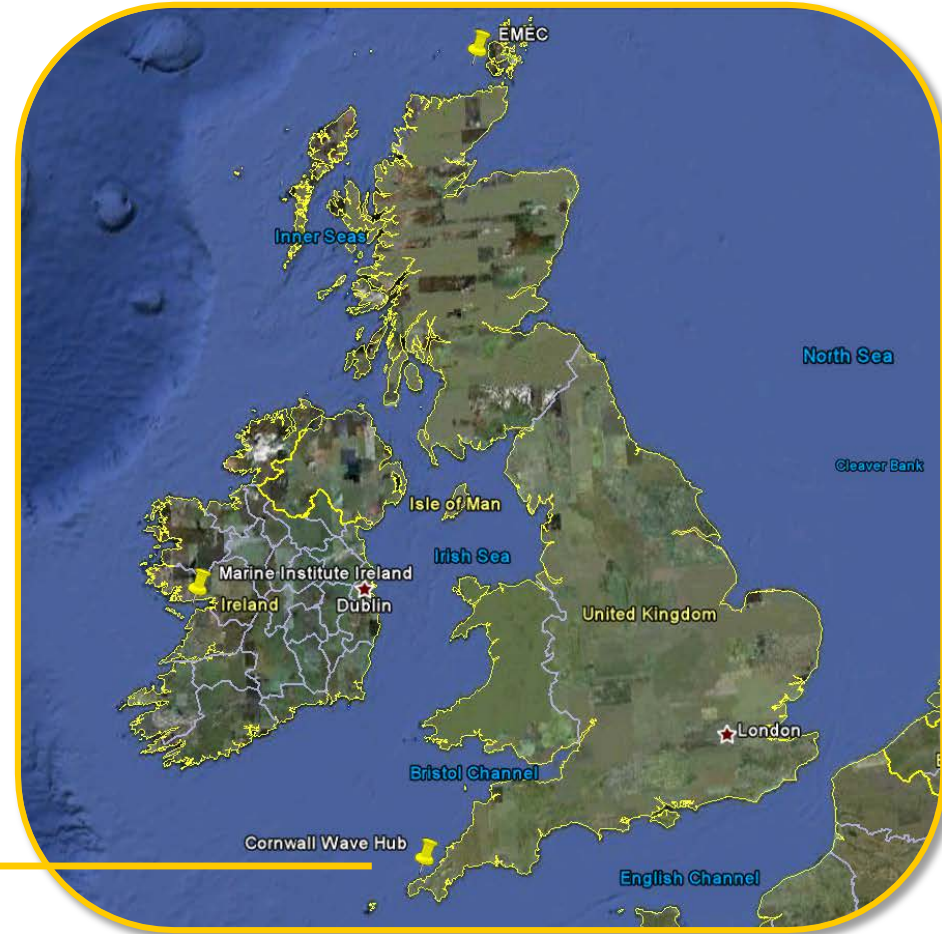 EMEC
Inner Seas
North Sea
Cleaver Bank
Isle of Man
Irish Sea
Marine Institute Ireland
Ireland
Dublin
United Kingdom
London
Bristol Channel
Cornwall Wave Hub
English Channel